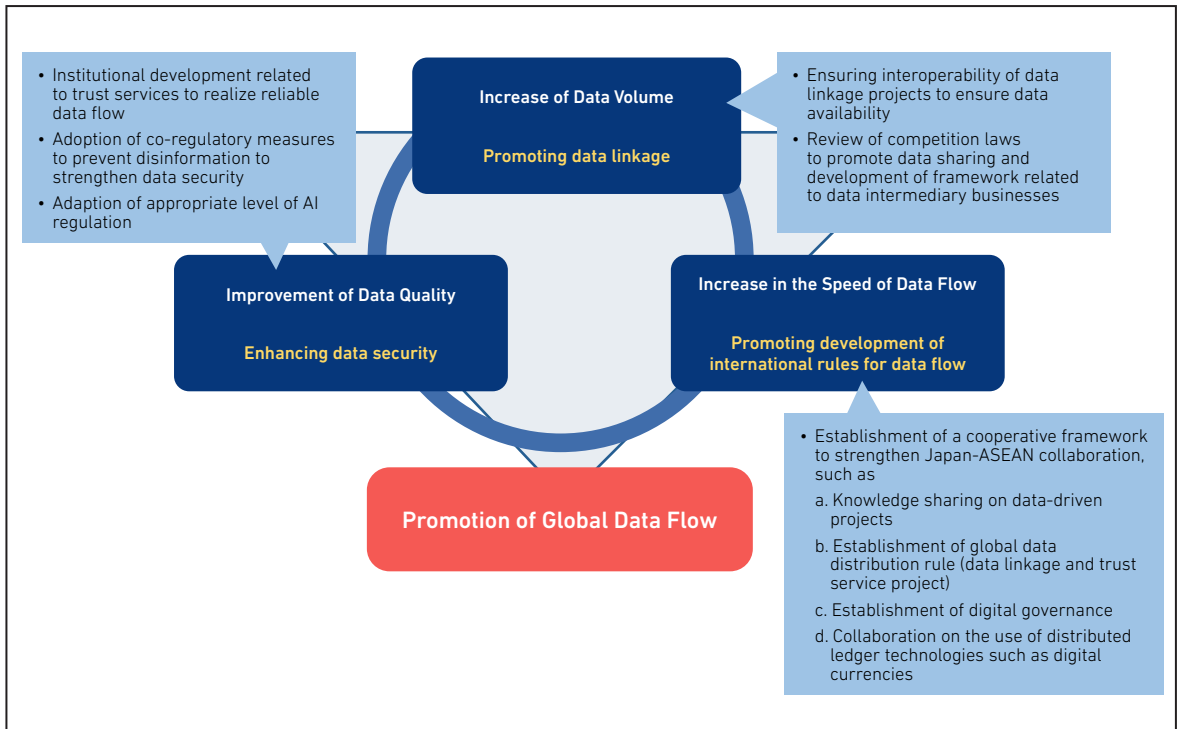 • Institutional development related
to trust services to realize reliable
data flow
• Adoption of co-regulatory measures
to prevent disinformation to
strengthen data security
• Adaption of appropriate level of AI
regulation
Increase of Data Volume
Promoting data linkage
• Ensuring interoperability of data
linkage projects to ensure data
availability
• Review of competition laws
to promote data sharing and
development of framework related
to data intermediary businesses
Improvement of Data Quality
Enhancing data security
Increase in the Speed of Data Flow
Promoting development of
international rules for data flow
Promotion of Global Data Flow
• Establishment of a cooperative framework
to strengthen Japan-ASEAN collaboration,
such as
a. Knowledge sharing on data-driven
projects
b. Establishment of global data
distribution rule (data linkage and trust
service project)
c. Establishment of digital governance
d. Collaboration on the use of distributed
ledger technologies such as digital
currencies